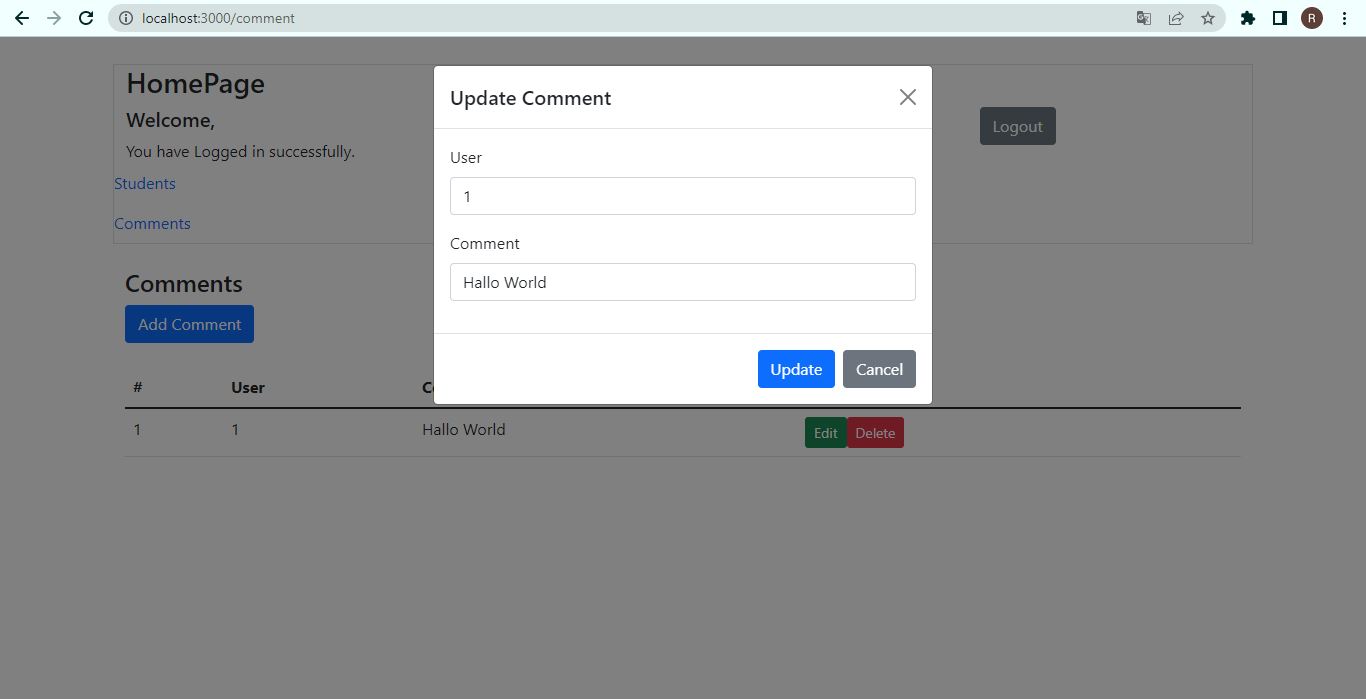 localhost:3000/comment
R
HomePage
Welcome,
You have Logged in successfully.
Students
Comments
Logout
Update Comment
User
1
Comment
Hallo World
Update Cancel
Comments
Add Comment
# User
1 1 Hallo World Edit Delete